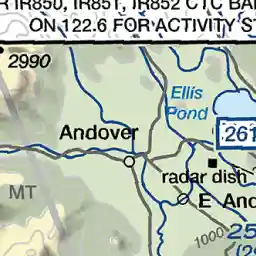 R IR850, IR851, IR852 CTC BA
ON 122.6 FOR ACTIVITY ST
2990
Ellis
Pond
Andover
261
radar dish
MT
E And
1000
25